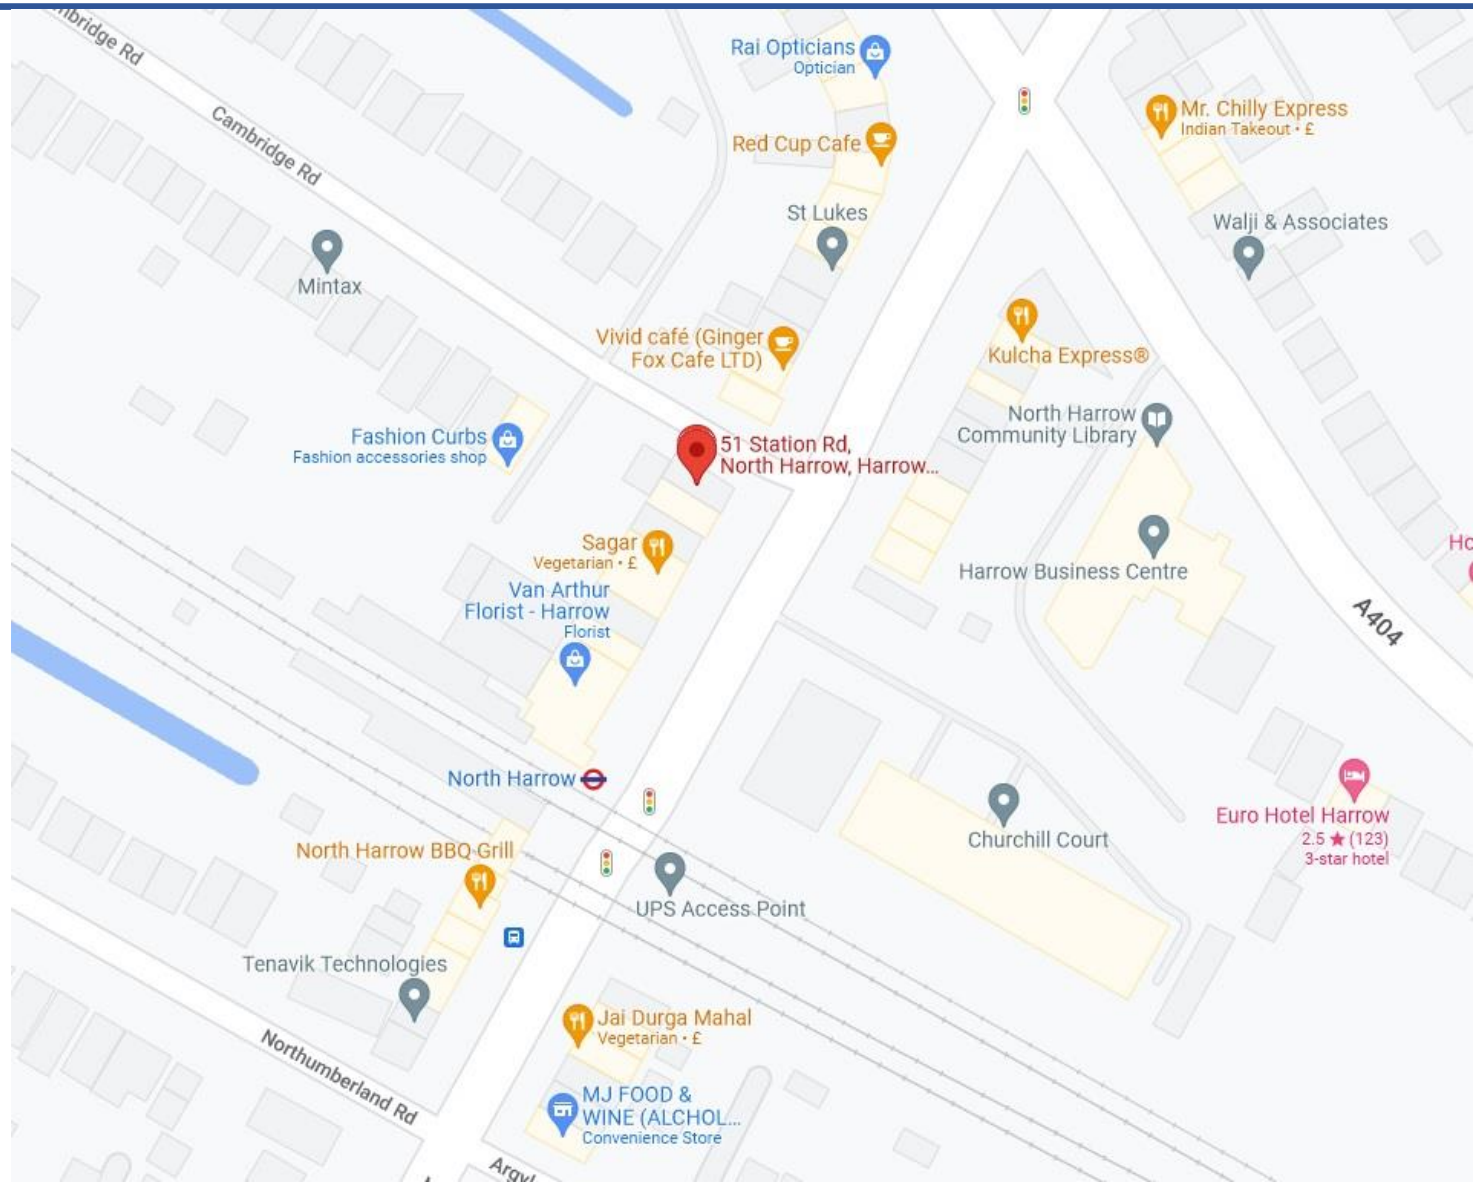 mbridge Rd
Cambridge Rd
Rai Opticians
Optician
Red Cup Cafe
St Lukes
Mr. Chilly Express
Indian Takeout • £
Walji & Associates
Mintax
Vivid café (Ginger
Fox Cafe LTD)
Kulcha Express®
North Harrow
Community Library
Fashion Curbs
Fashion accessories shop
51 Station Rd,
North Harrow, Harrow...
Sagar
Vegetarian • £
Harrow Business Centre
Ho
Van Arthur
Florist - Harrow
Florist
A404
North Harrow
Euro Hotel Harrow
2.5 ★ (123)
3-star hotel
Churchill Court
North Harrow BBQ Grill
UPS Access Point
Tenavik Technologies
Jai Durga Mahal
Vegetarian • £
Northumberland Rd
MJ FOOD &
WINE (ALCHOL...
Convenience Store
Argyl